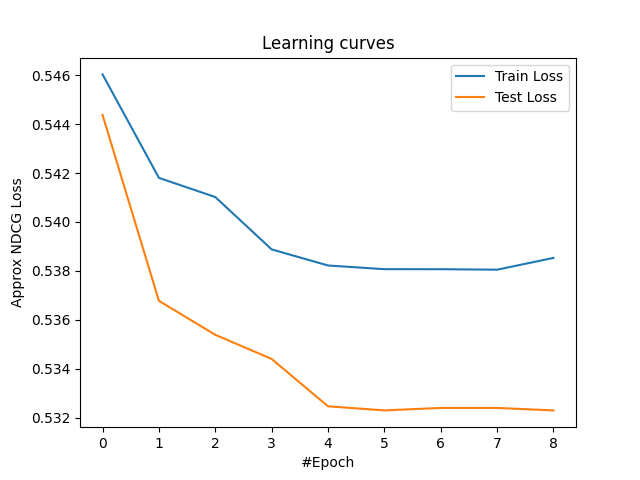 Learning curves
Train Loss
Test Loss
Approx NDCG Loss
0.546
0.544
0.542
0.540
0.538
0.536
0.534
0.532
0 1 2 3 4 5 6 7 8
#Epoch